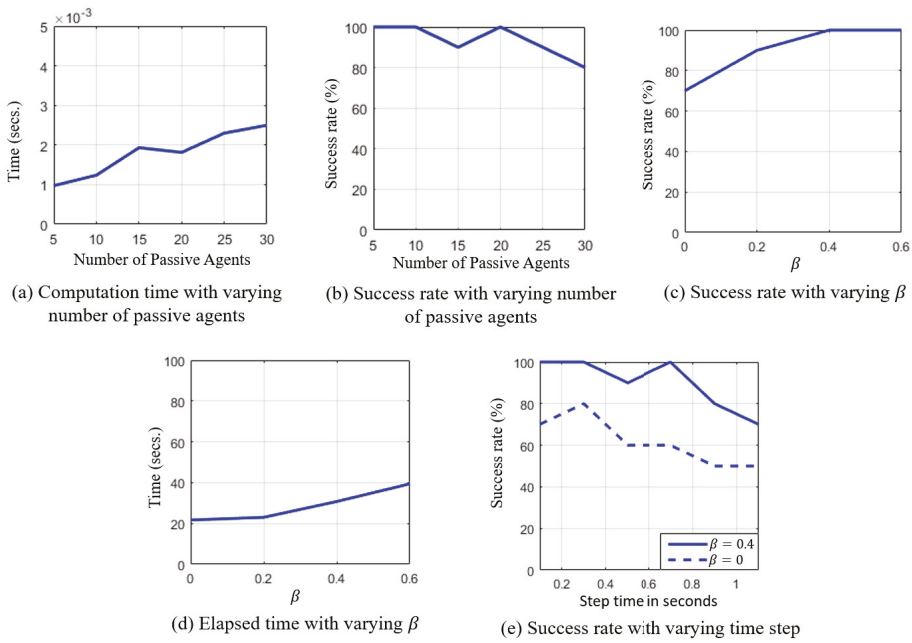 5 × 10⁻³
4
3
2
1
0
Time (secs.)
5 10 15 20 25 30
Number of Passive Agents
(a) Computation time with varying
number of passive agents
100
80
60
40
20
0
Success rate (%)
5 10 15 20 25 30
Number of Passive Agents
(b) Success rate with varying number
of passive agents
100
80
60
40
20
0
Success rate (%)
0 0.2 0.4 0.6
β
(c) Success rate with varying β
100
80
60
40
20
0
Time (secs.)
0 0.2 0.4 0.6
β
(d) Elapsed time with varying β
100
80
60
40
20
0
Success rate (%)
β = 0.4
β = 0
0.2 0.4 0.6 0.8 1
Step time in seconds
(e) Success rate with varying time step